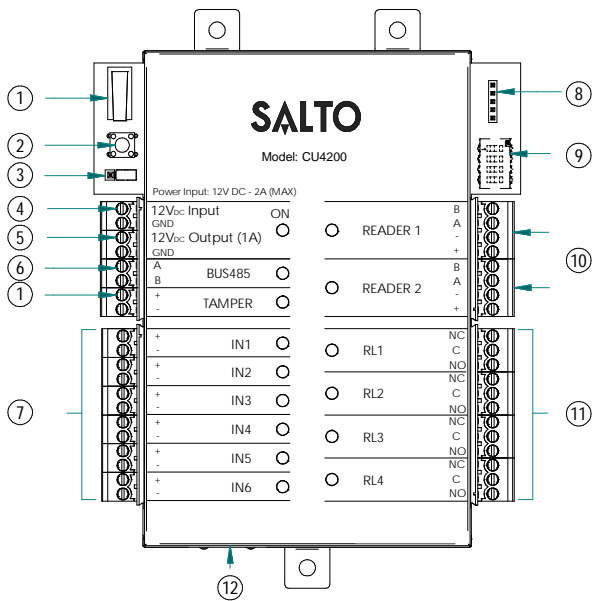 SALTO
Model: CU4200
Power Input: 12V DC - 2A (MAX)
1
2
3
4
5
6
1
7
8
9
10
11
12
12VDC Input
ON
GND
12VDC Output (1A)
GND
A
BUS485
B
+
TAMPER
-
+
IN1
-
+
IN2
-
+
IN3
-
+
IN4
-
+
IN5
-
+
IN6
-
READER 1
B
A
-
+
READER 2
B
A
-
+
RL1
NC
C
NO
RL2
NC
C
NO
RL3
NC
C
NO
RL4
NC
C
NO